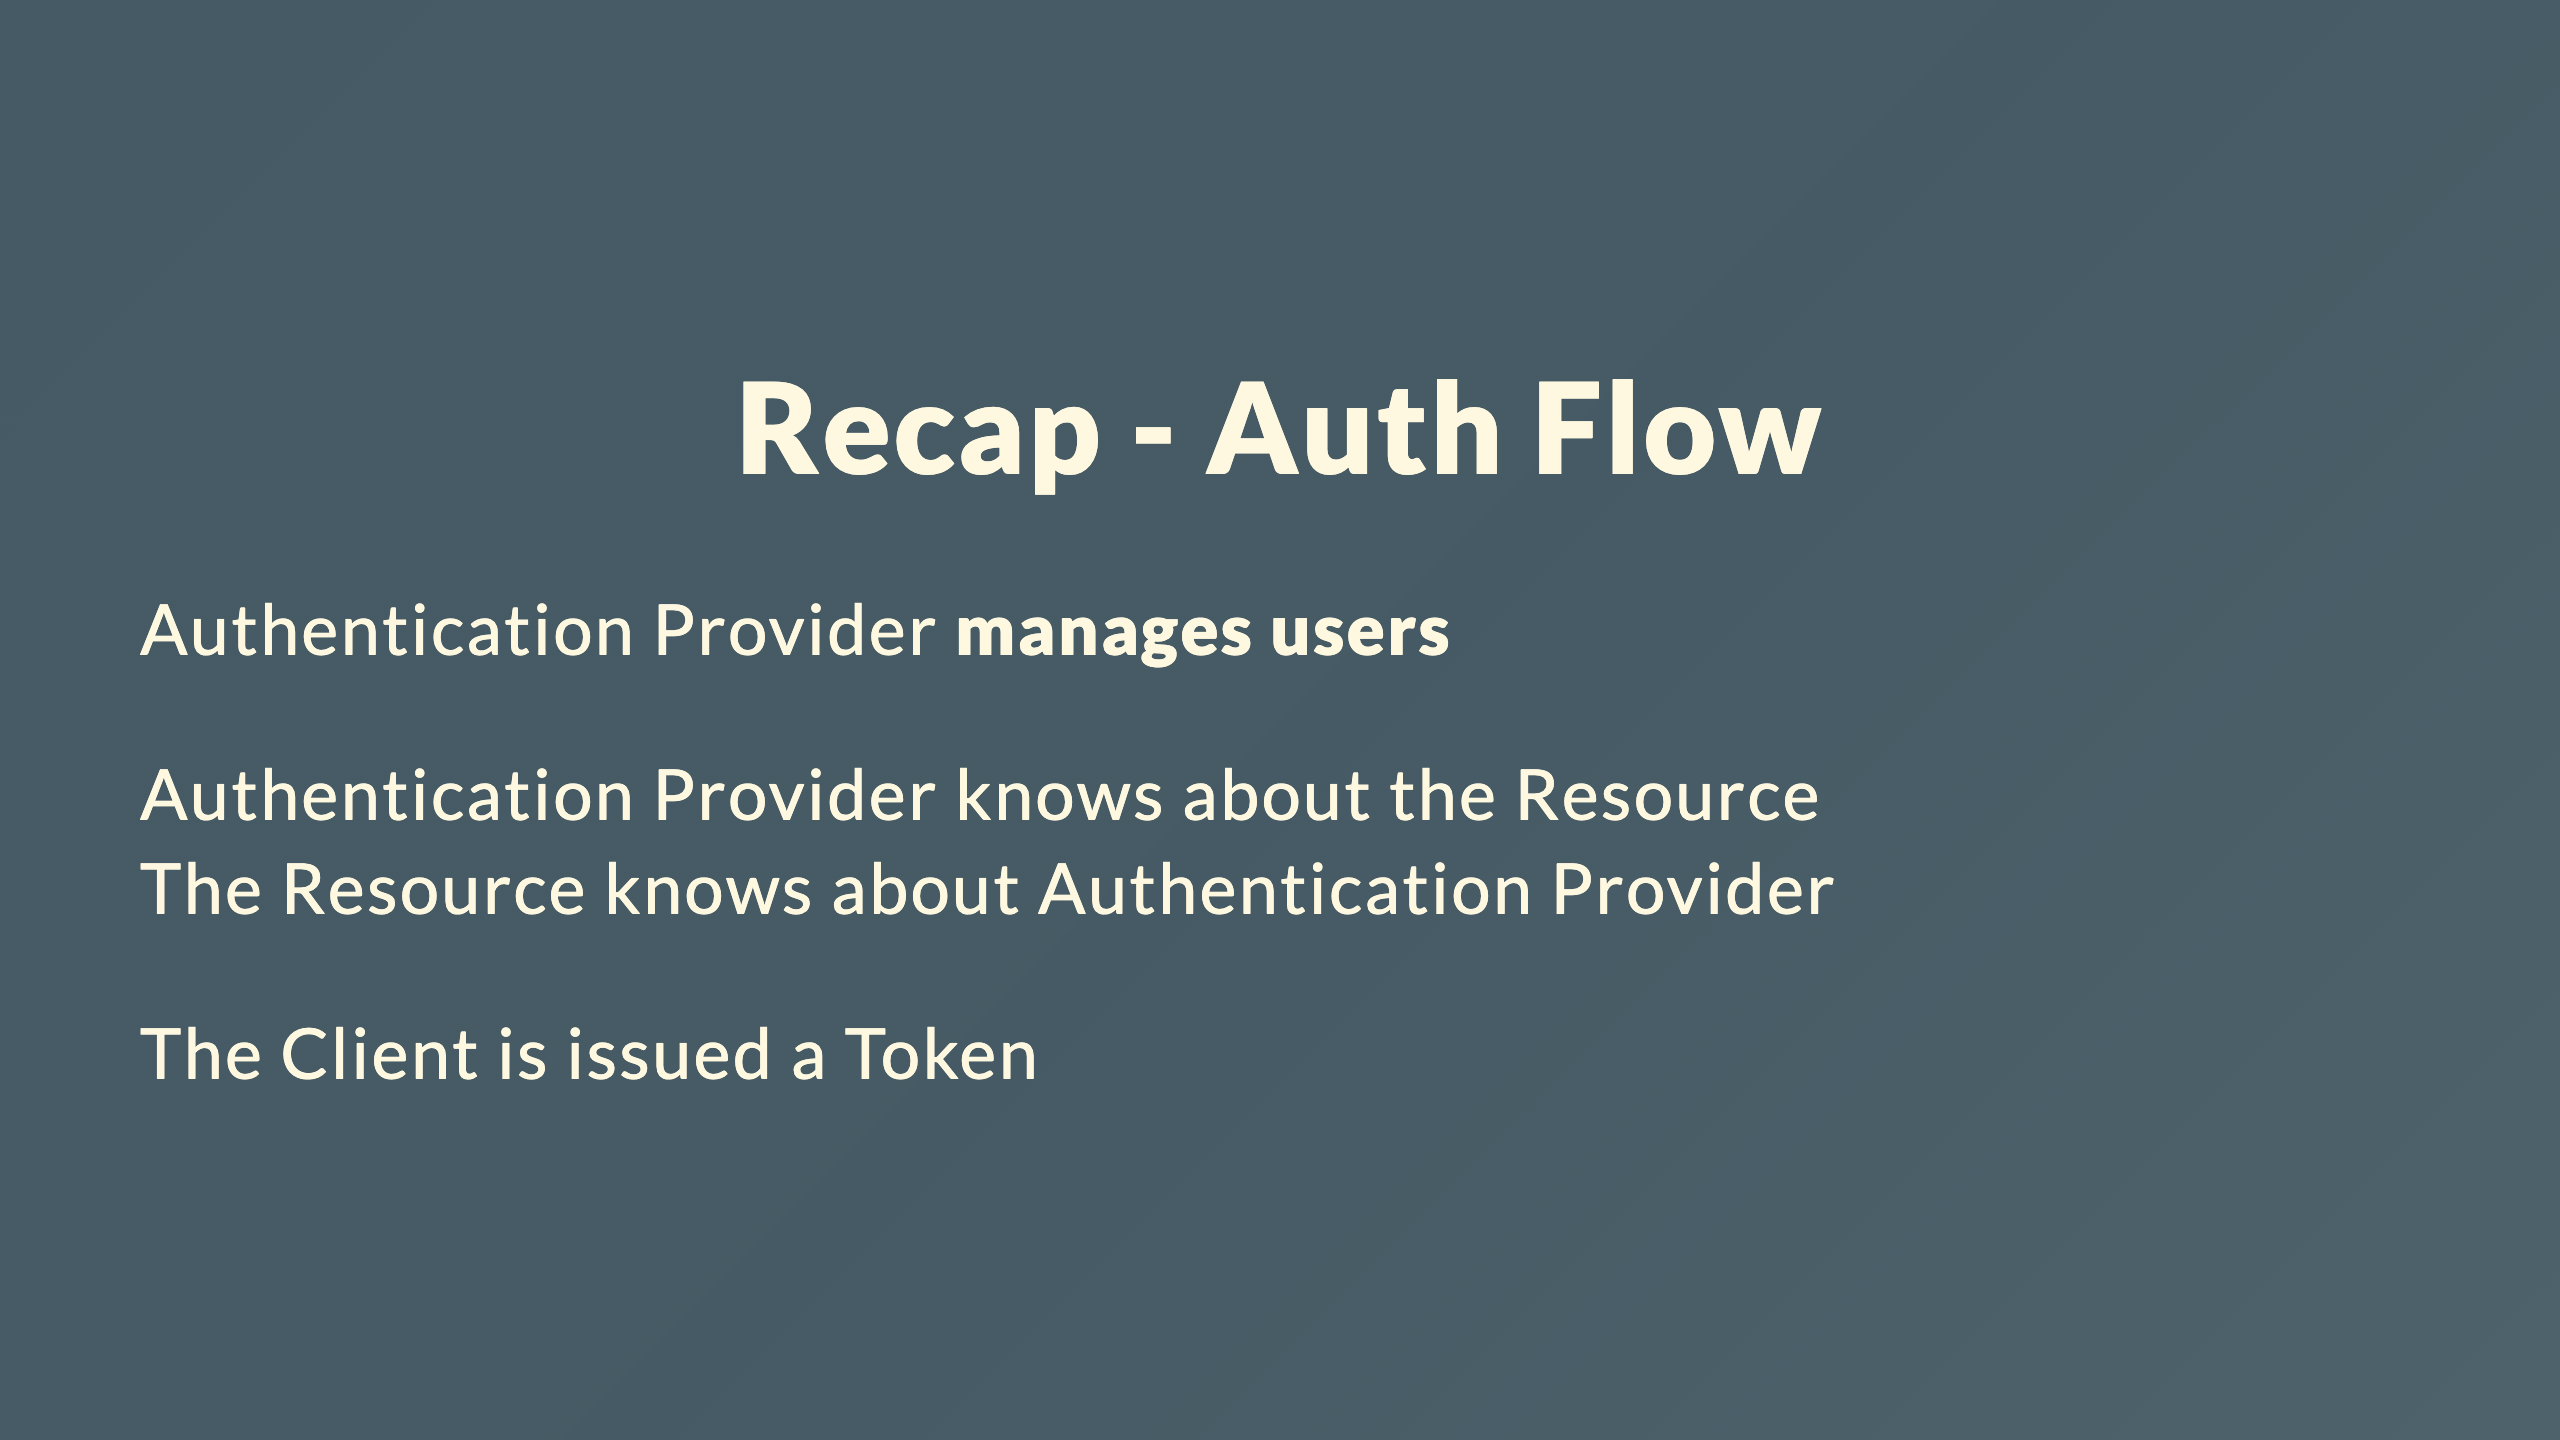 Recap - Auth Flow
Authentication Provider manages users
Authentication Provider knows about the Resource
The Resource knows about Authentication Provider
The Client is issued a Token